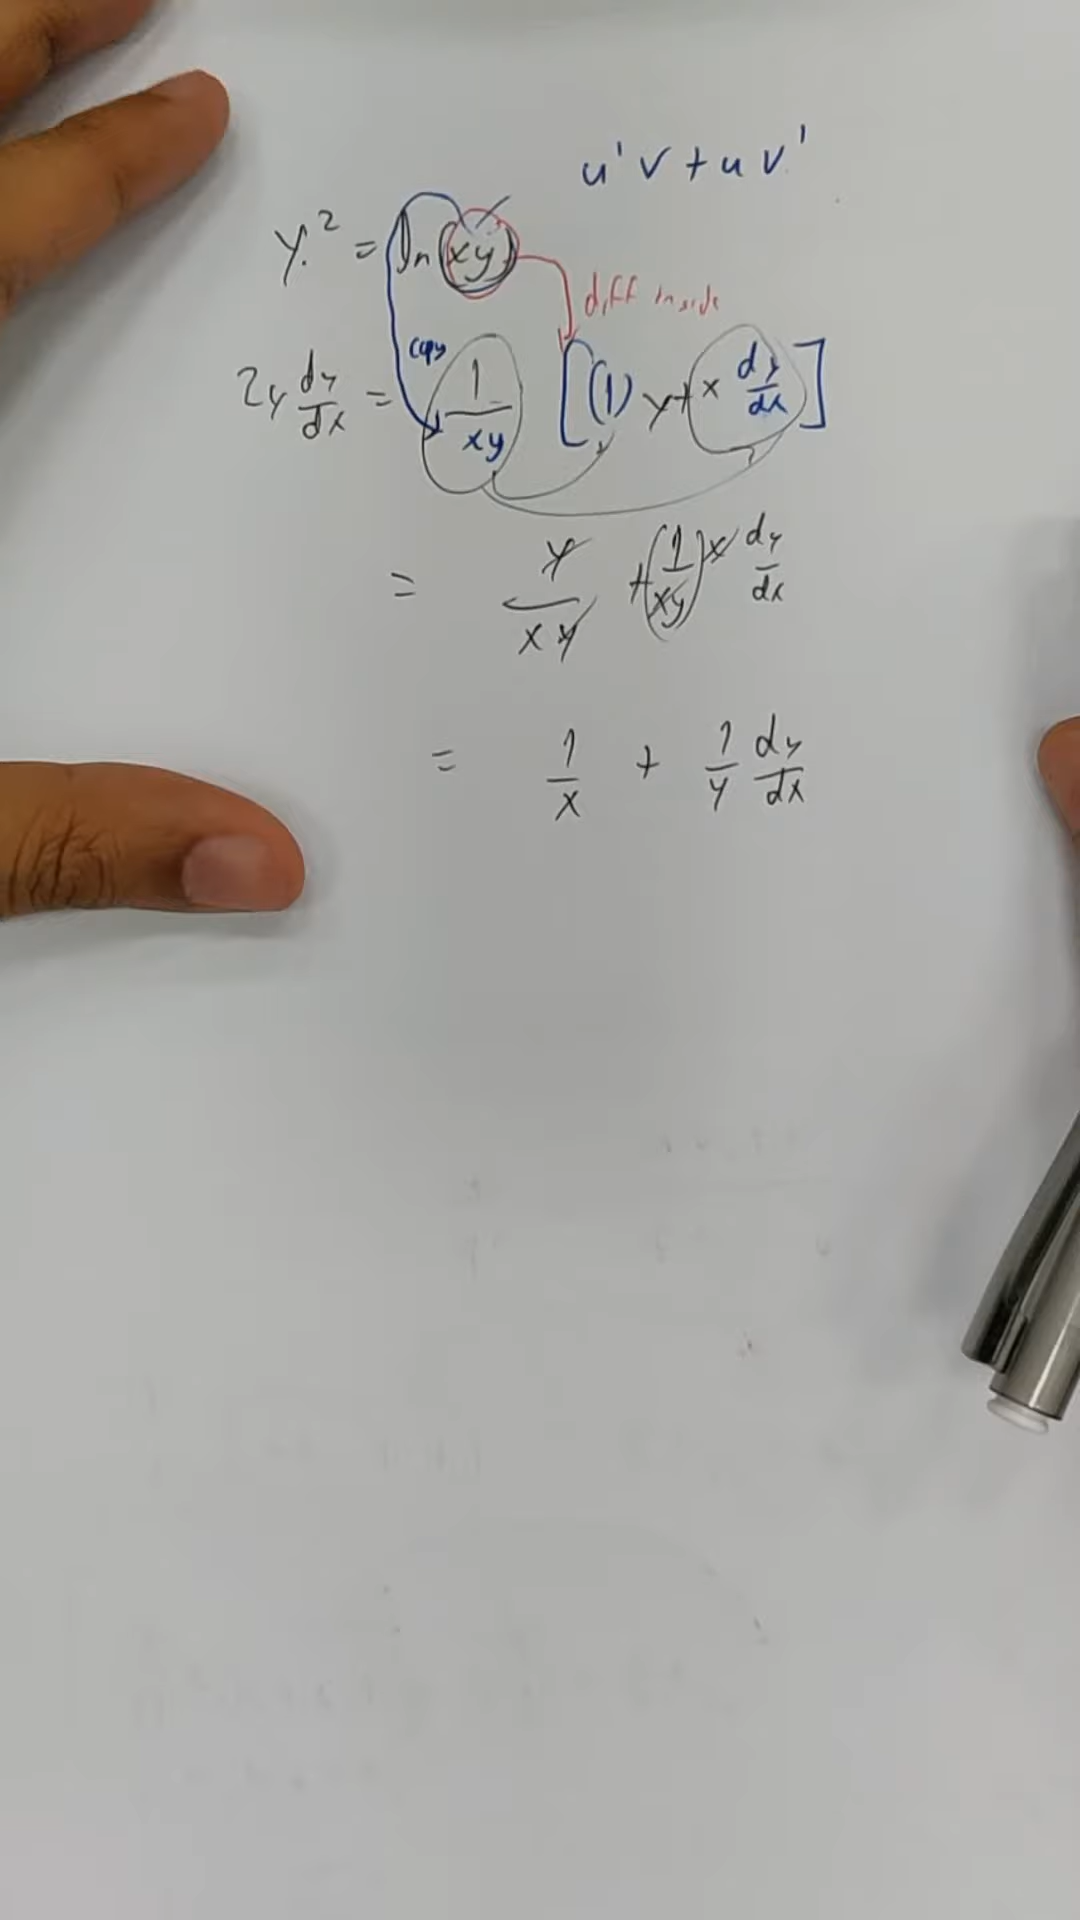 u'v + uv'
y² = ln(xy)
diff inside
copy
2y dy/dx = 1/xy [(1) y + x dy/dx]
= y/xy + (1/xy) x dy/dx
= 1/x + 1/y dy/dx